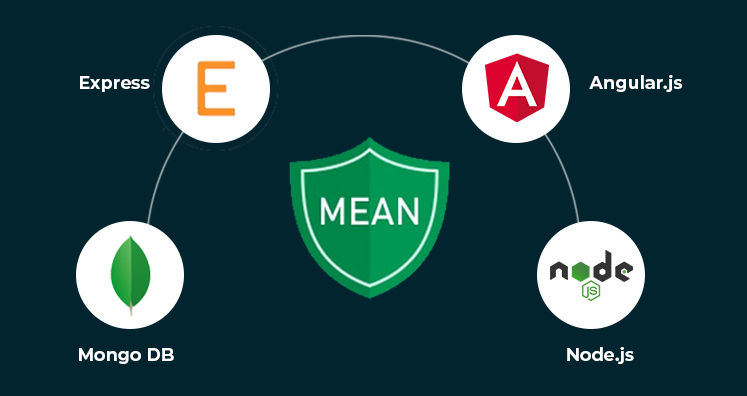 Express
E
A
Angular.js
MEAN
node
JS
Mongo DB
Node.js